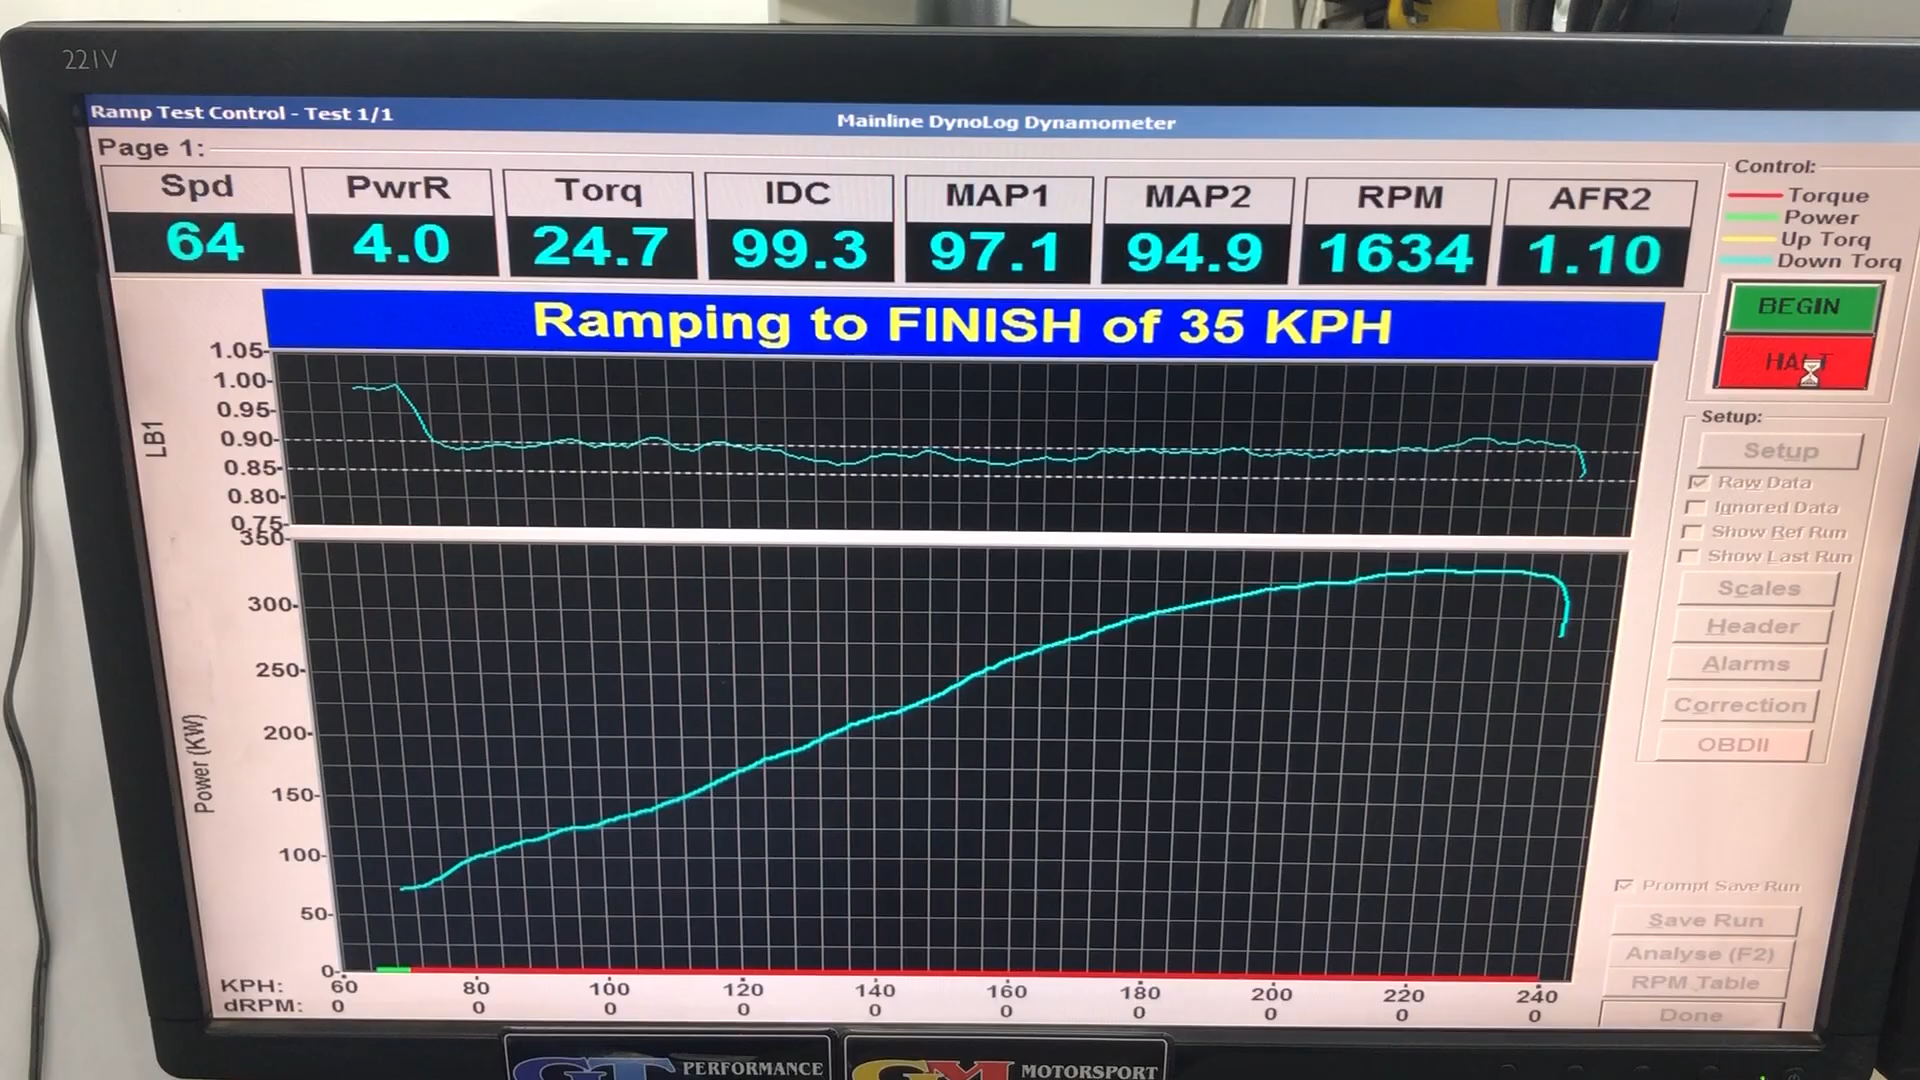 221V
Ramp Test Control - Test 1/1
Mainline DynoLog Dynamometer
Page 1:
Spd PwrR Torq IDC MAP1 MAP2 RPM AFR2
64 4.0 24.7 99.3 97.1 94.9 1634 1.10
Control:
Torque
Power
Up Torq
Down Torq
BEGIN
HALT
Ramping to FINISH of 35 KPH
LB1
1.05
1.00
0.95
0.90
0.85
0.80
0.75
Setup:
Setup
Raw Data
Ignored Data
Show Ref Run
Show Last Run
Scales
Header
Alarms
Correction
OBDII
Power (KW)
350
300
250
200
150
100
50
0
Prompt Save Run
Save Run
Analyse (F2)
RPM Table
Done
KPH: 60 80 100 120 140 160 180 200 220 240
dRPM: 0 0 0 0 0 0 0 0 0 0
GT PERFORMANCE
GM MOTORSPORT